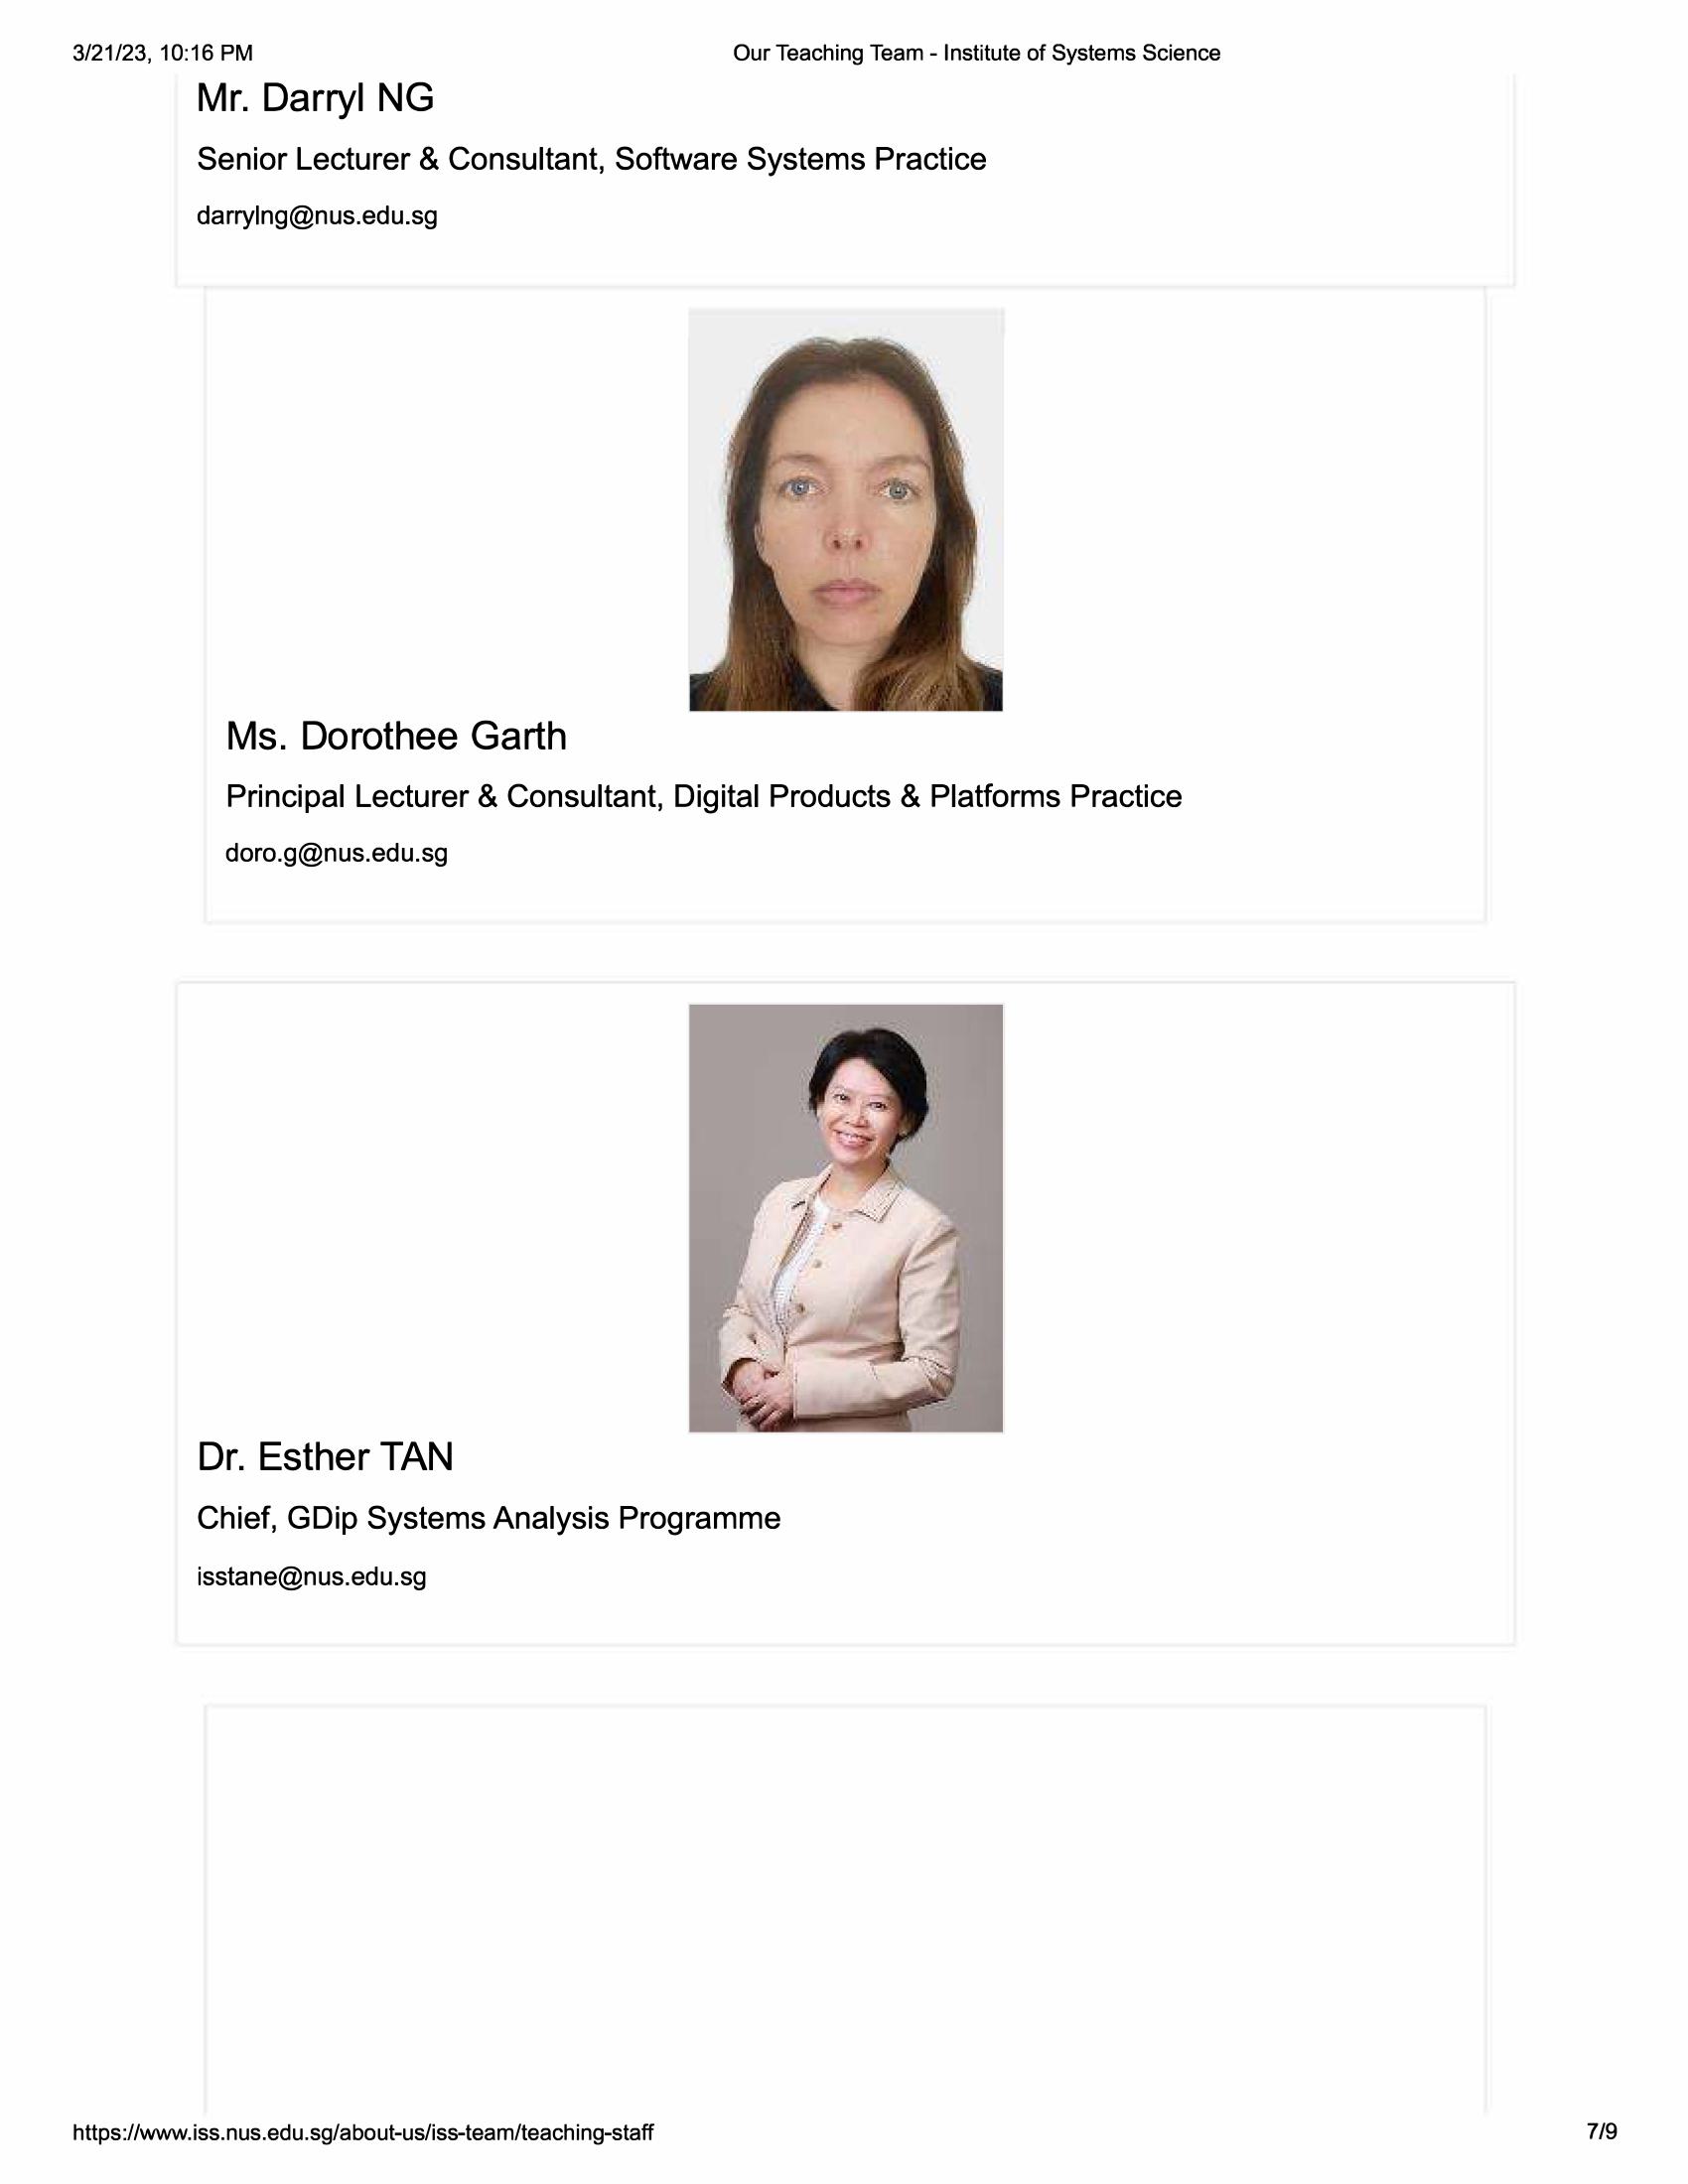 3/21/23, 10:16 PM
Our Teaching Team - Institute of Systems Science
Mr. Darryl NG
Senior Lecturer & Consultant, Software Systems Practice
darrylng@nus.edu.sg
Ms. Dorothee Garth
Principal Lecturer & Consultant, Digital Products & Platforms Practice
doro.g@nus.edu.sg
Dr. Esther TAN
Chief, GDip Systems Analysis Programme
isstane@nus.edu.sg
https://www.iss.nus.edu.sg/about-us/iss-team/teaching-staff
7/9